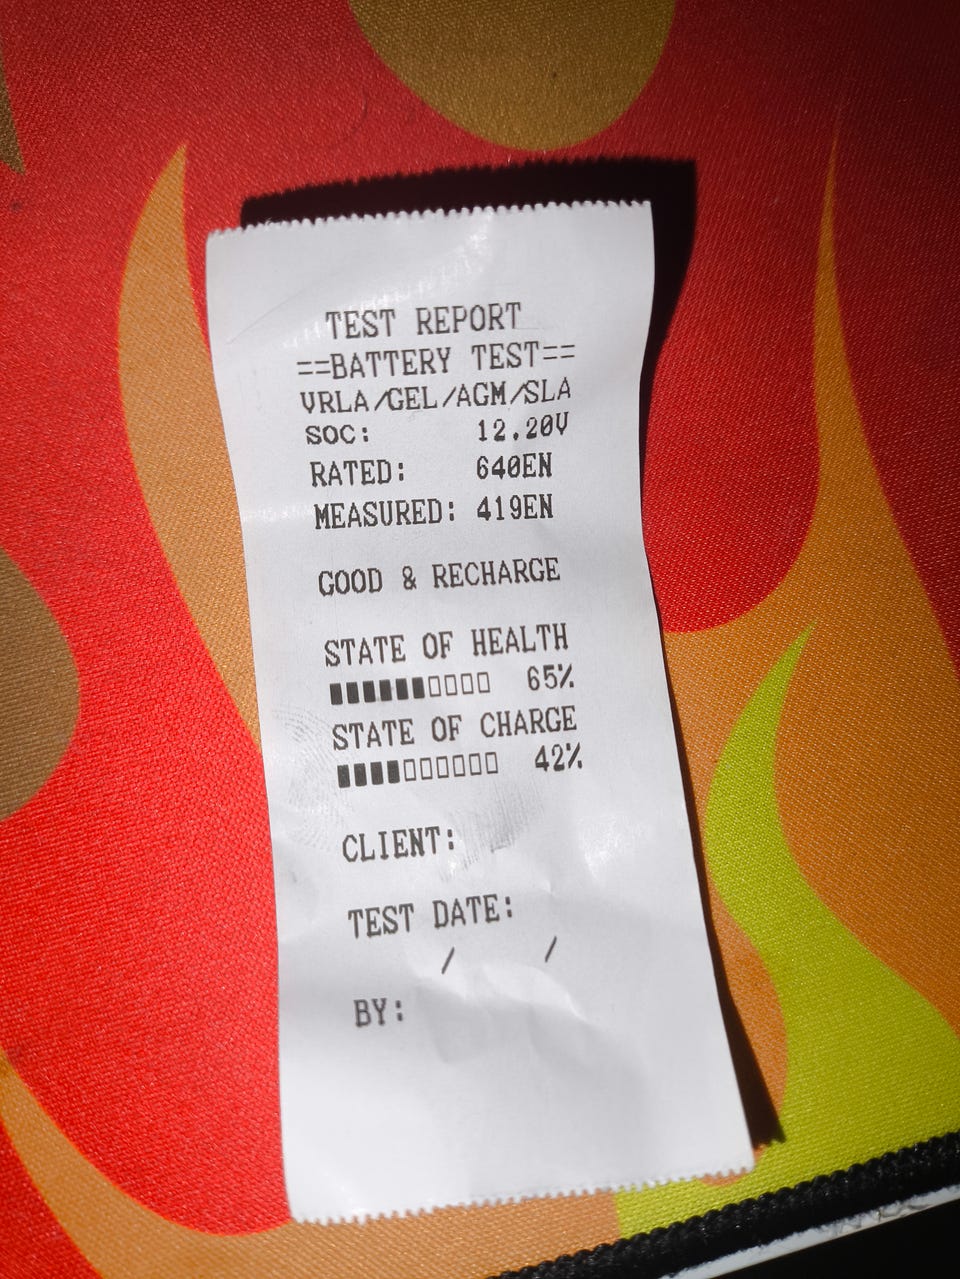 TEST REPORT
==BATTERY TEST==
VRLA/GEL/AGM/SLA
SOC: 12.20V
RATED: 640EN
MEASURED: 419EN
GOOD & RECHARGE
STATE OF HEALTH
65%
STATE OF CHARGE
42%
CLIENT:
TEST DATE:
/ /
BY: